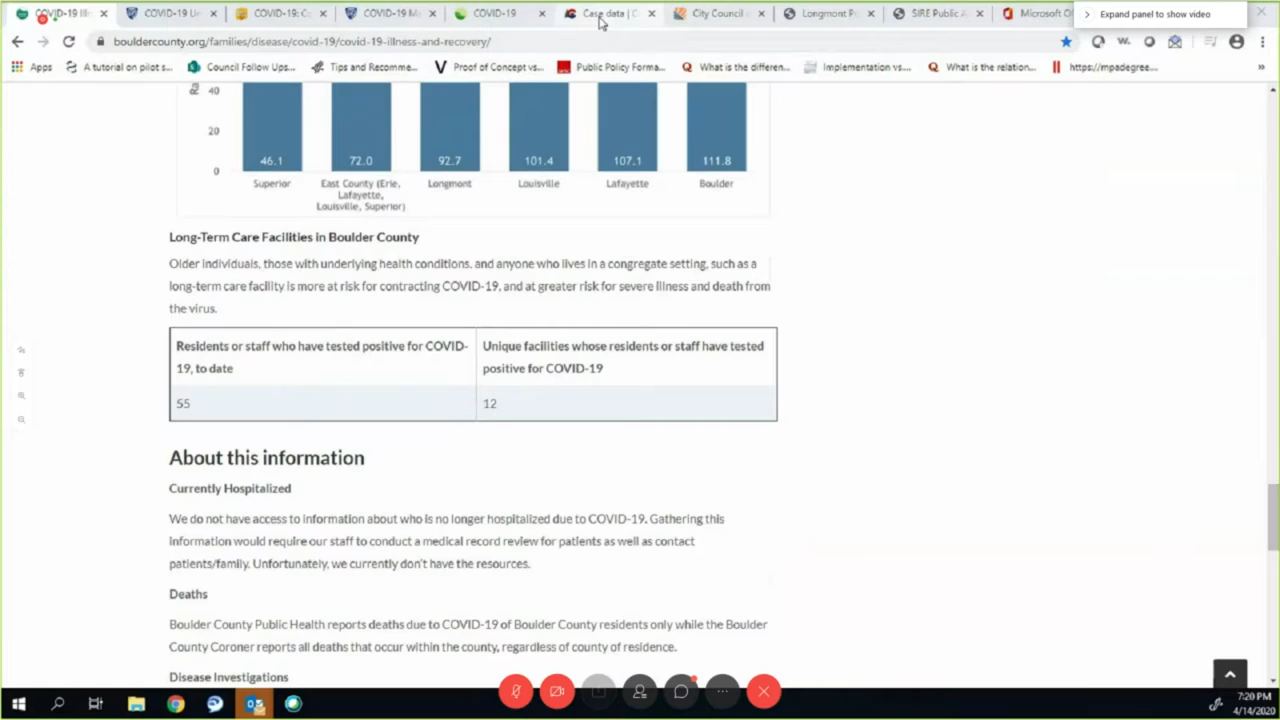 COVID-19 Ill
COVID-19 Un
COVID-19: Co
COVID-19 M
COVID-19
Case data | C
City Council
Longmont P
SIRE Public A
Microsoft Of
Expand panel to show video
bouldercounty.org/families/disease/covid-19/covid-19-illness-and-recovery/
Apps
A tutorial on pilot s...
Council Follow Ups...
Tips and Recomme...
Proof of Concept vs...
Public Policy Forma...
What is the differen...
Implementation vs....
What is the relation...
https://mpadegree....
»
40
20
0
46.1
72.0
92.7
101.4
107.1
111.8
Superior
East County (Erie,
Lafayette,
Louisville, Superior)
Longmont
Louisville
Lafayette
Boulder
Long-Term Care Facilities in Boulder County
Older individuals, those with underlying health conditions, and anyone who lives in a congregate setting, such as a
long-term care facility is more at risk for contracting COVID-19, and at greater risk for severe illness and death from
the virus.
Residents or staff who have tested positive for COVID-
19, to date
Unique facilities whose residents or staff have tested
positive for COVID-19
55
12
About this information
Currently Hospitalized
We do not have access to information about who is no longer hospitalized due to COVID-19. Gathering this
information would require our staff to conduct a medical record review for patients as well as contact
patients/family. Unfortunately, we currently don't have the resources.
Deaths
Boulder County Public Health reports deaths due to COVID-19 of Boulder County residents only while the Boulder
County Coroner reports all deaths that occur within the county, regardless of county of residence.
Disease Investigations
7:20 PM
4/14/2020